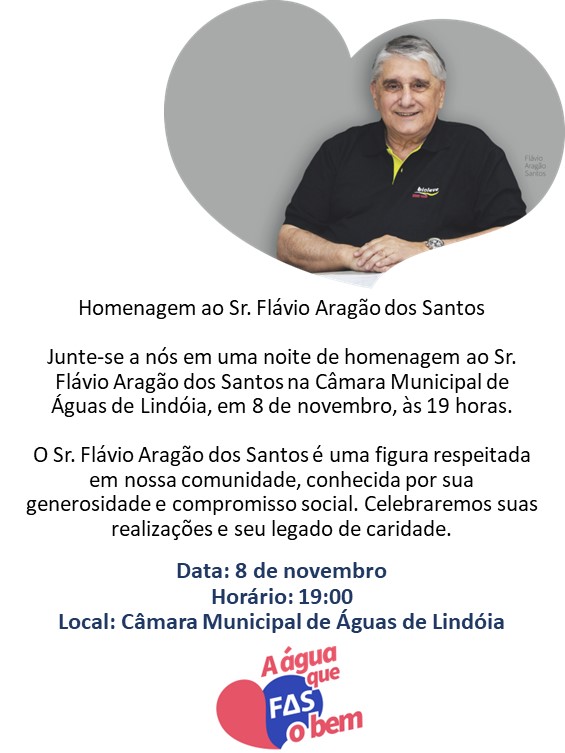 bioleve
Flávio
Aragão
Santos
Homenagem ao Sr. Flávio Aragão dos Santos
Junte-se a nós em uma noite de homenagem ao Sr.
Flávio Aragão dos Santos na Câmara Municipal de
Águas de Lindóia, em 8 de novembro, às 19 horas.
O Sr. Flávio Aragão dos Santos é uma figura respeitada
em nossa comunidade, conhecida por sua
generosidade e compromisso social. Celebraremos suas
realizações e seu legado de caridade.
Data: 8 de novembro
Horário: 19:00
Local: Câmara Municipal de Águas de Lindóia
A água
que
FAS
o bem